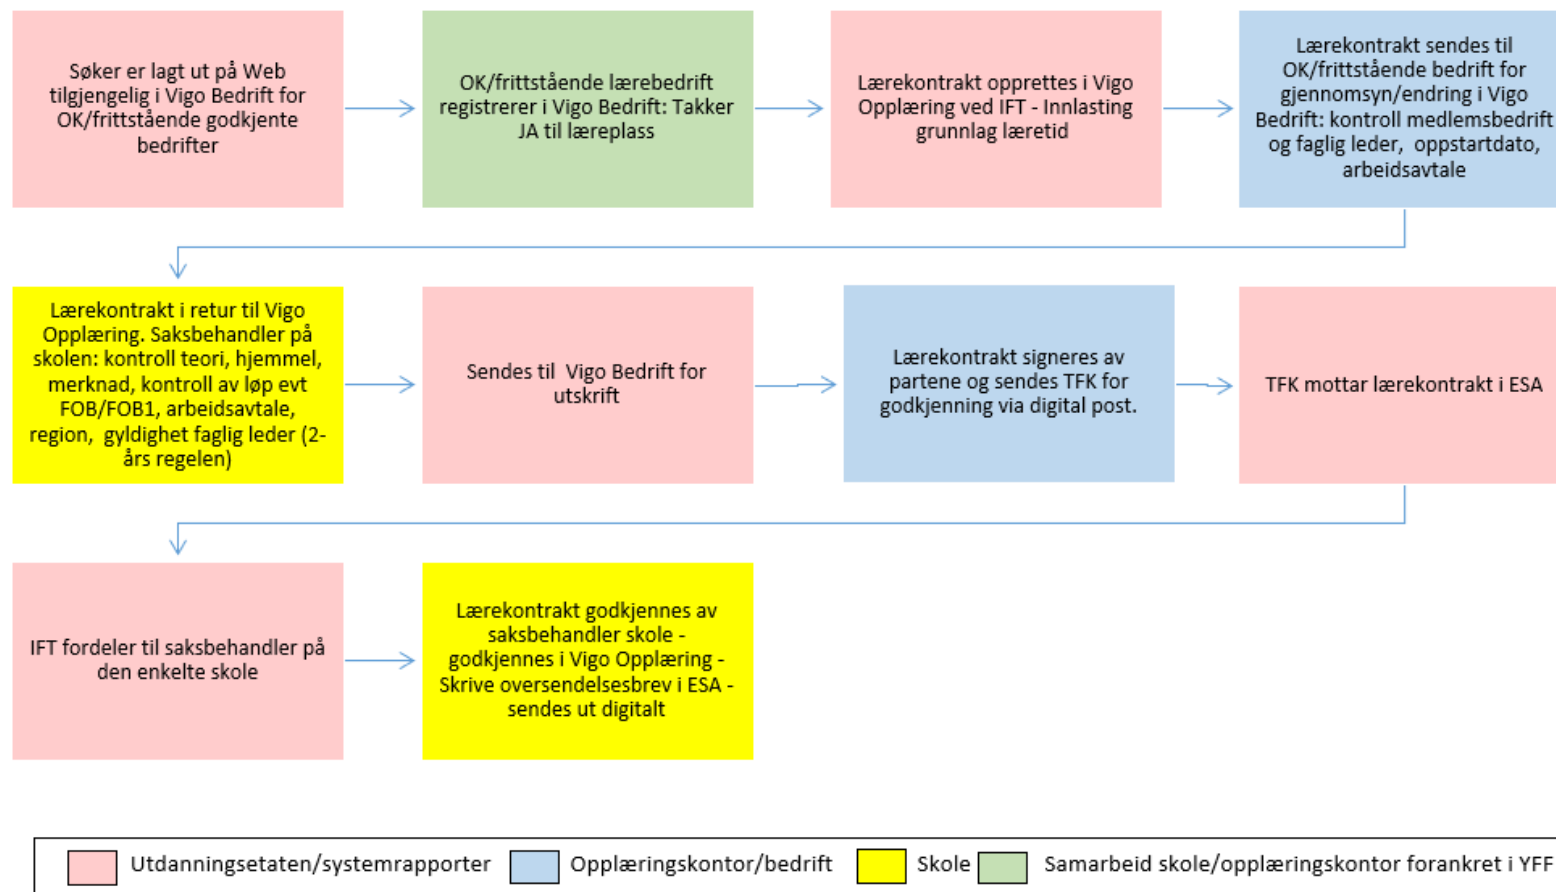 Søker er lagt ut på Web
tilgjengelig i Vigo Bedrift for
OK/frittstående godkjente
bedrifter
OK/frittstående lærebedrift
registrerer i Vigo Bedrift: Takker
JA til læreplass
Lærekontrakt opprettes i Vigo
Opplæring ved IFT - Innlasting
grunnlag læretid
Lærekontrakt sendes til
OK/frittstående bedrift for
gjennomsyn/endring i Vigo
Bedrift: kontroll medlemsbedrift
og faglig leder, oppstartdato,
arbeidsavtale
Lærekontrakt i retur til Vigo
Opplæring. Saksbehandler på
skolen: kontroll teori, hjemmel,
merknad, kontroll av løp evt
FOB/FOB1, arbeidsavtale,
region, gyldighet faglig leder (2-
års regelen)
Sendes til Vigo Bedrift for
utskrift
Lærekontrakt signeres av
partene og sendes TFK for
godkjenning via digital post.
TFK mottar lærekontrakt i ESA
IFT fordeler til saksbehandler på
den enkelte skole
Lærekontrakt godkjennes av
saksbehandler skole -
godkjennes i Vigo Opplæring -
Skrive oversendelsesbrev i ESA -
sendes ut digitalt
Utdanningsetaten/systemrapporter
Opplæringskontor/bedrift
Skole
Samarbeid skole/opplæringskontor forankret i YFF